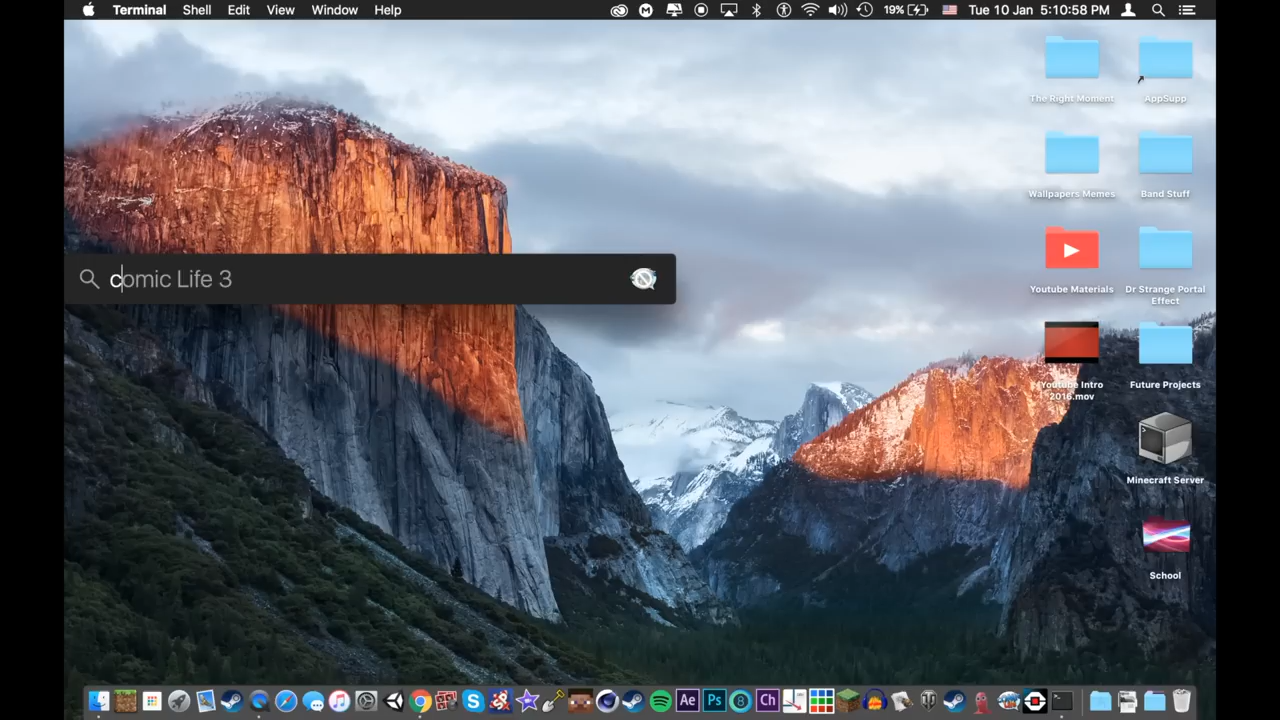 Terminal Shell Edit View Window Help 19% Tue 10 Jan 5:10:58 PM
The Right Moment
AppSupp
Wallpapers Memes
Band Stuff
comic Life 3
Youtube Materials
Dr Strange Portal
Effect
Youtube Intro
2016.mov
Future Projects
Minecraft Server
School
Ae
Ps
Ch